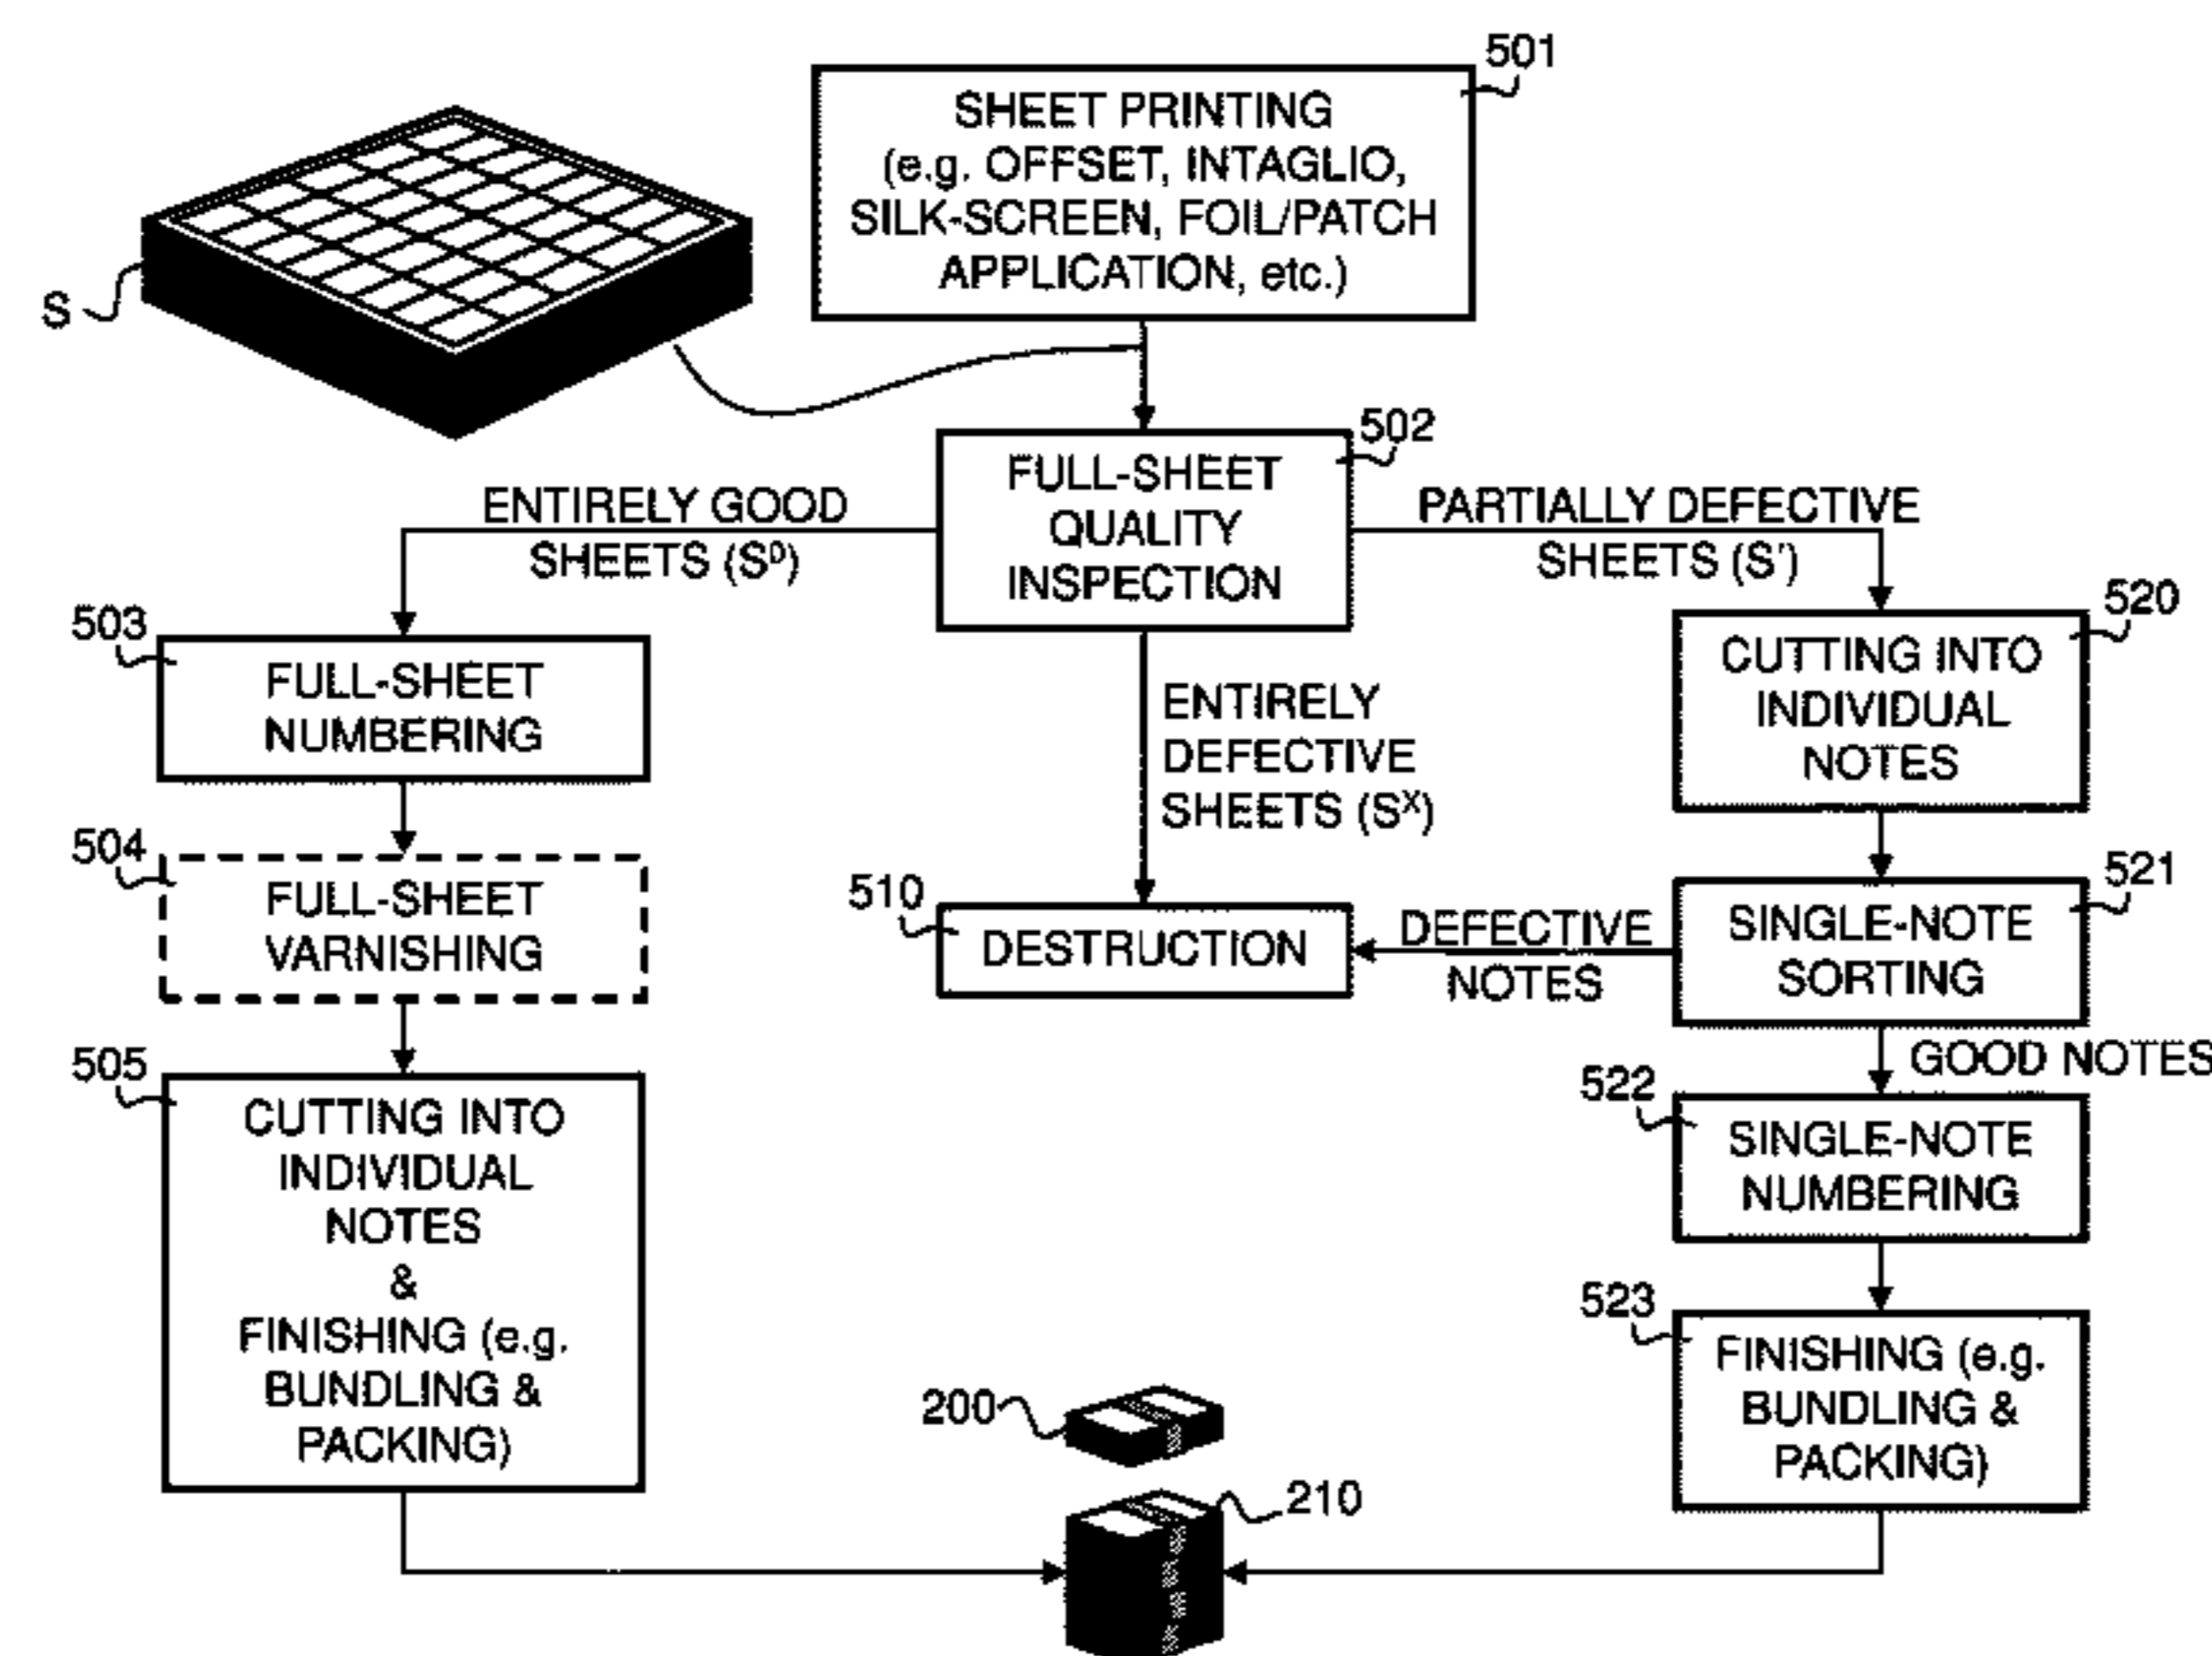 501
SHEET PRINTING
(e.g. OFFSET, INTAGLIO,
SILK-SCREEN, FOIL/PATCH
APPLICATION, etc.)
S
502
FULL-SHEET
QUALITY
INSPECTION
ENTIRELY GOOD
SHEETS (S⁰)
PARTIALLY DEFECTIVE
SHEETS (S')
503
FULL-SHEET
NUMBERING
ENTIRELY
DEFECTIVE
SHEETS (Sˣ)
520
CUTTING INTO
INDIVIDUAL
NOTES
504
FULL-SHEET
VARNISHING
510
DESTRUCTION
DEFECTIVE
NOTES
521
SINGLE-NOTE
SORTING
GOOD NOTES
505
CUTTING INTO
INDIVIDUAL
NOTES
&
FINISHING (e.g.
BUNDLING &
PACKING)
522
SINGLE-NOTE
NUMBERING
523
FINISHING (e.g.
BUNDLING &
PACKING)
200
210